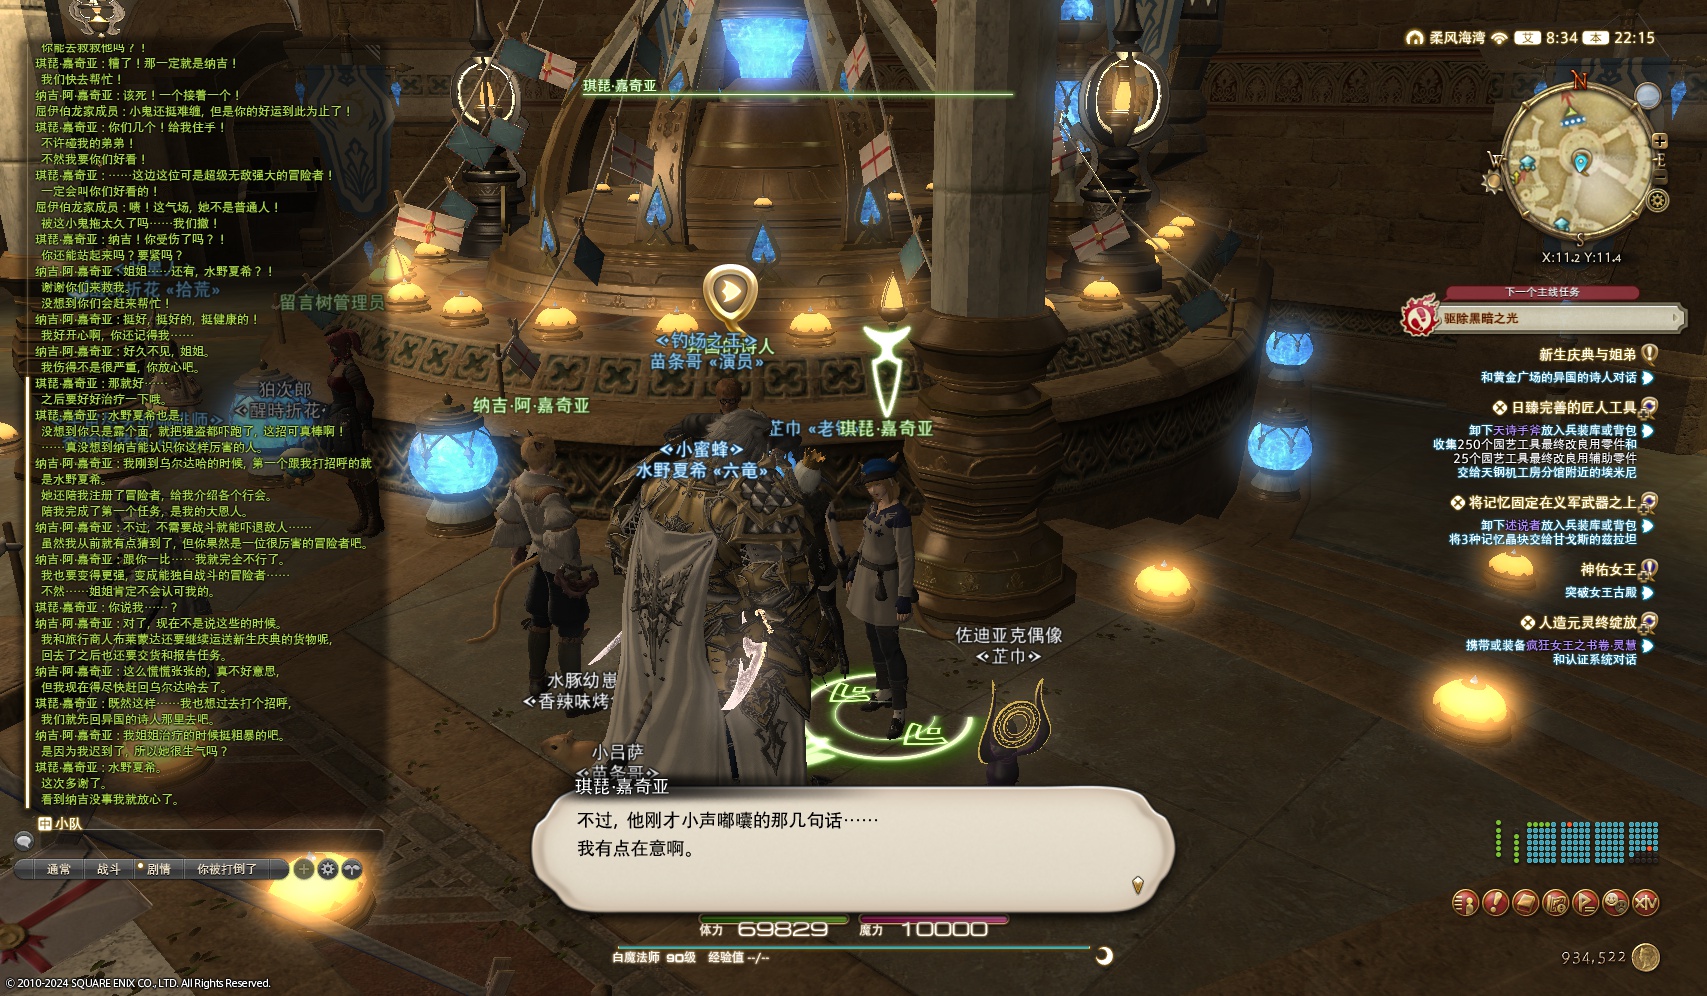 你能去救救他吗？！
琪琵·嘉奇亚：糟了！那一定就是纳吉！
我们快去帮忙！
纳吉·阿·嘉奇亚：该死！一个接着一个！
屈伊伯龙家成员：小鬼还挺难缠，但是你的好运到此为止了！
琪琵·嘉奇亚：你们几个！给我住手！
不许碰我的弟弟！
不然我要你们好看！
琪琵·嘉奇亚：……这边这位可是超级无敌强大的冒险者！
一定会叫你们好看的！
屈伊伯龙家成员：啧！这气场，她不是普通人！
被这小鬼拖太久了吗……我们撤！
琪琵·嘉奇亚：纳吉！你受伤了吗？！
你还能站起来吗？要紧吗？
纳吉·阿·嘉奇亚：姐姐……还有，水野夏希？！
谢谢你们来救我。
没想到你们会赶来帮忙！
纳吉·阿·嘉奇亚：挺好，挺好的，挺健康的！
我好开心啊，你还记得我……
纳吉·阿·嘉奇亚：好久不见，姐姐。
我伤得不是很严重，你放心吧。
琪琵·嘉奇亚：那就好……
之后要好好治疗一下哦。
琪琵·嘉奇亚：水野夏希也是，
没想到你只是露个面，就把强盗都吓跑了，这招可真棒啊！
……真没想到纳吉能认识你这样厉害的人。
纳吉·阿·嘉奇亚：我刚到乌尔达哈的时候，第一个跟我打招呼的就
是水野夏希。
她还陪我注册了冒险者，给我介绍各个行会。
陪我完成了第一个任务，是我的大恩人。
纳吉·阿·嘉奇亚：不过，不需要战斗就能吓退敌人……
虽然我从前就有点猜到了，但你果然是一位很厉害的冒险者吧。
纳吉·阿·嘉奇亚：跟你一比……我就完全不行了。
我也要变得更强，变成能独自战斗的冒险者……
不然……姐姐肯定不会认可我的。
琪琵·嘉奇亚：你说我……？
纳吉·阿·嘉奇亚：对了，现在不是说这些的时候。
我和旅行商人布莱蒙达还要继续运送新生庆典的货物呢，
回去了之后也还要交货和报告任务。
纳吉·阿·嘉奇亚：这么慌慌张张的，真不好意思，
但我现在得尽快赶回乌尔达哈去了。
琪琵·嘉奇亚：既然这样……我也想过去打个招呼，
我们就先回异国的诗人那里去吧。
纳吉·阿·嘉奇亚：我姐姐治疗的时候挺粗暴的吧。
是因为我迟到了，所以她很生气吗？
琪琵·嘉奇亚：水野夏希。
这次多谢了。
看到纳吉没事我就放心了。
小队
通常
战斗
剧情
你被打倒了
© 2010-2024 SQUARE ENIX CO., LTD. All Rights Reserved.
琪琵·嘉奇亚
折花 «拾荒»
留言树管理员
狛次郎
«醒時折花·
«钓场之王»
苗条哥 «演员»
纳吉·阿·嘉奇亚
芷巾 «老
琪琵·嘉奇亚
«小蜜蜂»
水野夏希 «六竜»
佐迪亚克偶像
«芷巾»
水豚幼崽
«香辣味烤
小吕萨
«苗条哥»
琪琵·嘉奇亚
不过，他刚才小声嘟囔的那几句话……
我有点在意啊。
体力 69829 魔力 10000
白魔法师 90级 经验值 --/--
柔风海湾 艾 8:34 本 22:15
N
W
E
S
X:11.2 Y:11.4
下一个主线任务
驱除黑暗之光
新生庆典与姐弟
和黄金广场的异国的诗人对话
日臻完善的匠人工具
卸下天诗手斧放入兵装库或背包
收集250个园艺工具最终改良用零件和
25个园艺工具最终改良用辅助零件
交给天钢机工房分馆附近的埃米尼
将记忆固定在义军武器之上
卸下述说者放入兵装库或背包
将3种记忆晶块交给甘戈斯的兹拉坦
神佑女王
突破女王古殿
人造元灵终绽放
携带或装备疯狂女王之书卷·灵慧
和认证系统对话
XIV
934,522